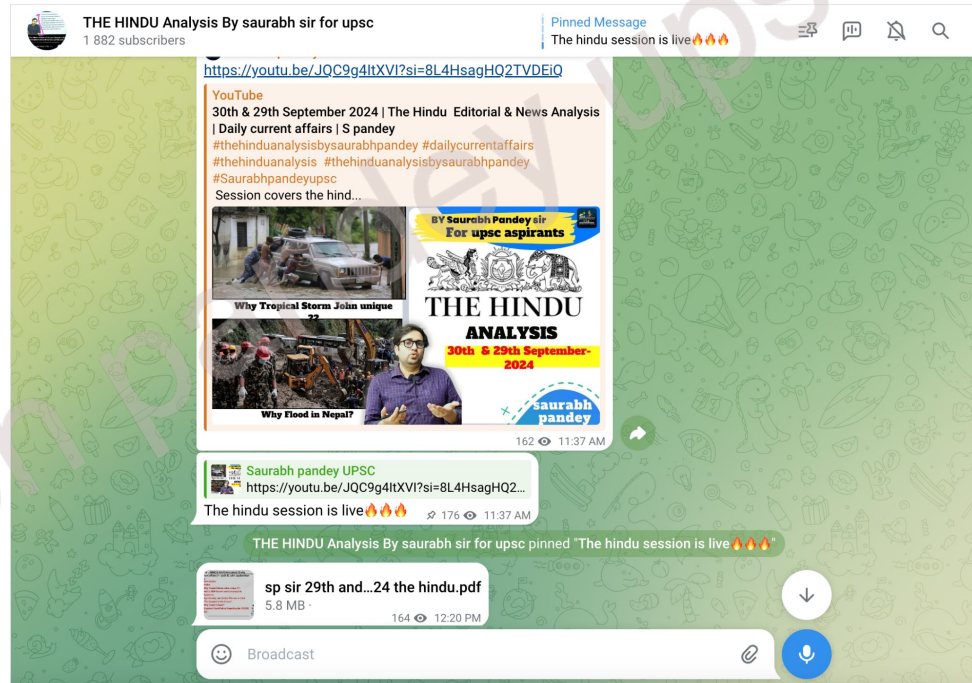 THE HINDU Analysis By saurabh sir for upsc
1 882 subscribers
Pinned Message
The hindu session is live🔥🔥🔥
https://youtu.be/JQC9g4ltXVI?si=8L4HsagHQ2TVDEiQ
YouTube
30th & 29th September 2024 | The Hindu Editorial & News Analysis
| Daily current affairs | S pandey
#thehinduanalysisbysaurabhpandey #dailycurrentaffairs
#thehinduanalysis #thehinduanalysisbysaurabhpandey
#Saurabhpandeyupsc
Session covers the hind...
Why Tropical Storm John unique
??
Why Flood in Nepal?
BY Saurabh Pandey sir
For upsc aspirants
THE HINDU
ANALYSIS
30th & 29th September-
2024
saurabh
pandey
162 11:37 AM
Saurabh pandey UPSC
https://youtu.be/JQC9g4ltXVI?si=8L4HsagHQ2...
The hindu session is live🔥🔥🔥
176 11:37 AM
THE HINDU Analysis By saurabh sir for upsc pinned "The hindu session is live🔥🔥🔥"
sp sir 29th and...24 the hindu.pdf
5.8 MB ·
164 12:20 PM
Broadcast